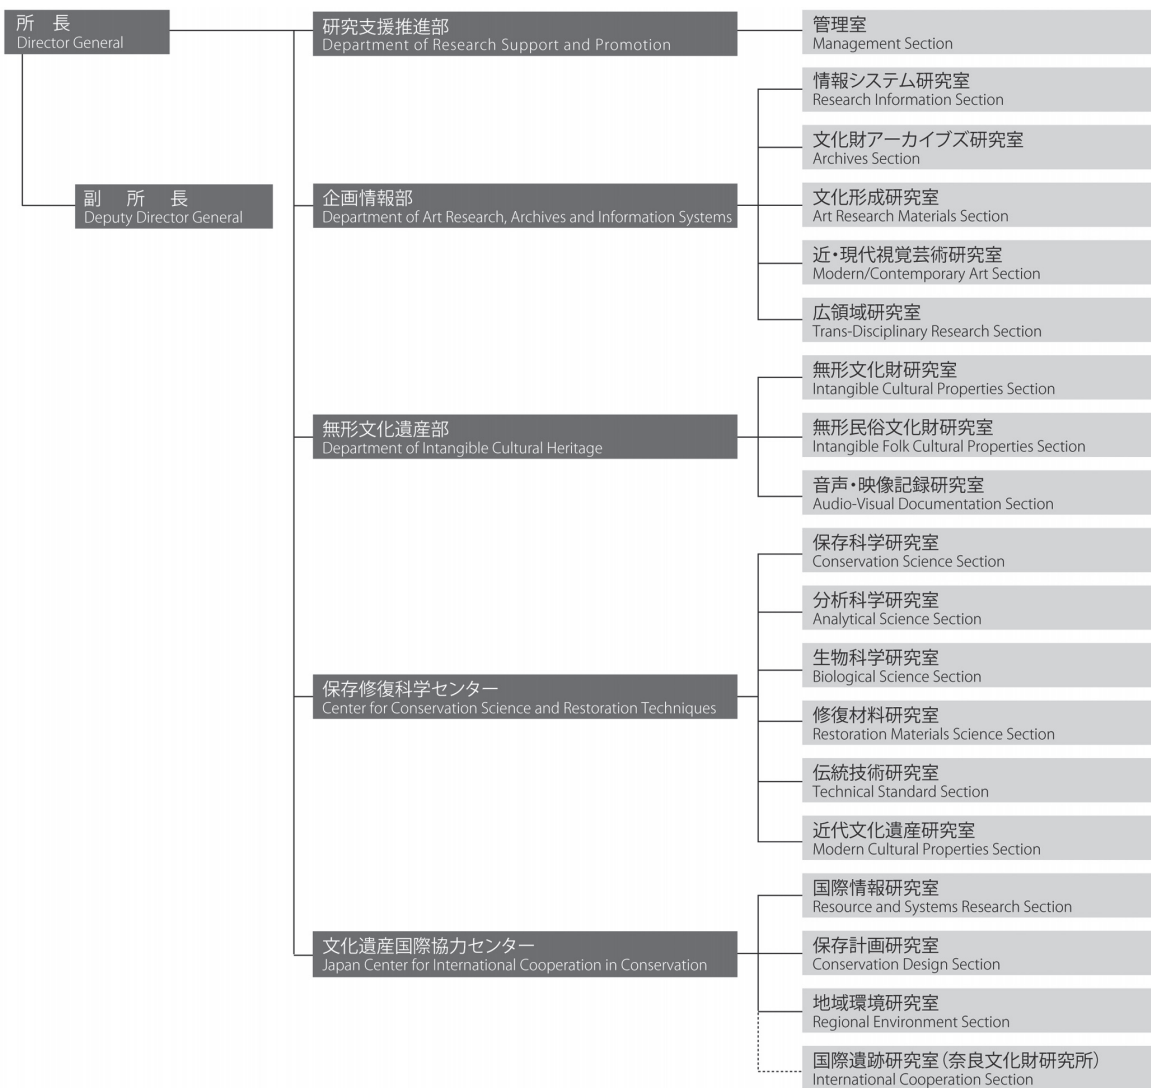 所 長
Director General
副 所 長
Deputy Director General
研究支援推進部
Department of Research Support and Promotion
管理室
Management Section
企画情報部
Department of Art Research, Archives and Information Systems
情報システム研究室
Research Information Section
文化財アーカイブズ研究室
Archives Section
文化形成研究室
Art Research Materials Section
近・現代視覚芸術研究室
Modern/Contemporary Art Section
広領域研究室
Trans-Disciplinary Research Section
無形文化遺産部
Department of Intangible Cultural Heritage
無形文化財研究室
Intangible Cultural Properties Section
無形民俗文化財研究室
Intangible Folk Cultural Properties Section
音声・映像記録研究室
Audio-Visual Documentation Section
保存修復科学センター
Center for Conservation Science and Restoration Techniques
保存科学研究室
Conservation Science Section
分析科学研究室
Analytical Science Section
生物科学研究室
Biological Science Section
修復材料研究室
Restoration Materials Science Section
伝統技術研究室
Technical Standard Section
近代文化遺産研究室
Modern Cultural Properties Section
文化遺産国際協力センター
Japan Center for International Cooperation in Conservation
国際情報研究室
Resource and Systems Research Section
保存計画研究室
Conservation Design Section
地域環境研究室
Regional Environment Section
国際遺跡研究室（奈良文化財研究所）
International Cooperation Section